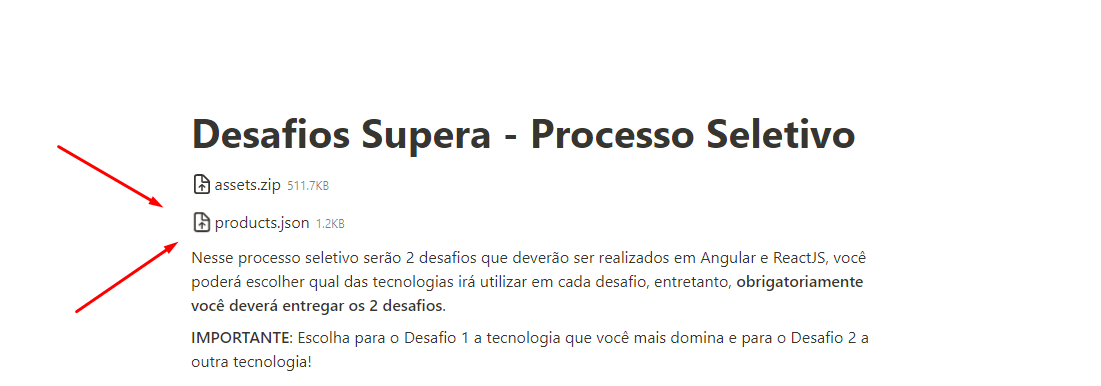 Desafios Supera - Processo Seletivo
assets.zip 511.7KB
products.json 1.2KB
Nesse processo seletivo serão 2 desafios que deverão ser realizados em Angular e ReactJS, você
poderá escolher qual das tecnologias irá utilizar em cada desafio, entretanto, obrigatoriamente
você deverá entregar os 2 desafios.
IMPORTANTE: Escolha para o Desafio 1 a tecnologia que você mais domina e para o Desafio 2 a
outra tecnologia!